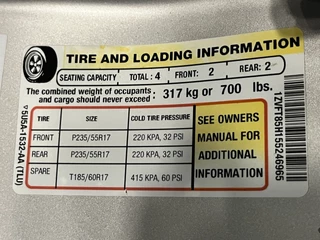 TIRE AND LOADING INFORMATION
SEATING CAPACITY TOTAL : 4 FRONT: 2 REAR: 2
The combined weight of occupants and cargo should never exceed : 317 kg or 700 lbs.
TIRE SIZE COLD TIRE PRESSURE
FRONT P235/55R17 220 KPA, 32 PSI
REAR P235/55R17 220 KPA, 32 PSI
SPARE T185/60R17 415 KPA, 60 PSI
SEE OWNERS
MANUAL FOR
ADDITIONAL
INFORMATION
5U5A-1532-AA (TLU)
1ZVFT85H155246965